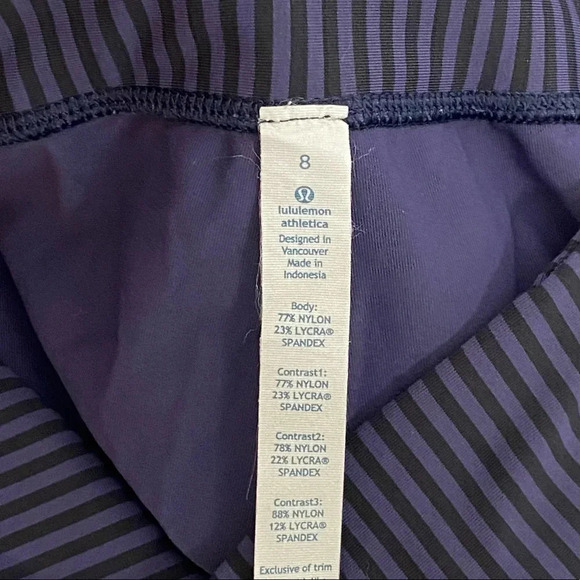 8
lululemon
athletica
Designed in
Vancouver
Made in
Indonesia
Body:
77% NYLON
23% LYCRA®
SPANDEX
Contrast1:
77% NYLON
23% LYCRA®
SPANDEX
Contrast2:
78% NYLON
22% LYCRA®
SPANDEX
Contrast3:
88% NYLON
12% LYCRA®
SPANDEX
Exclusive of trim